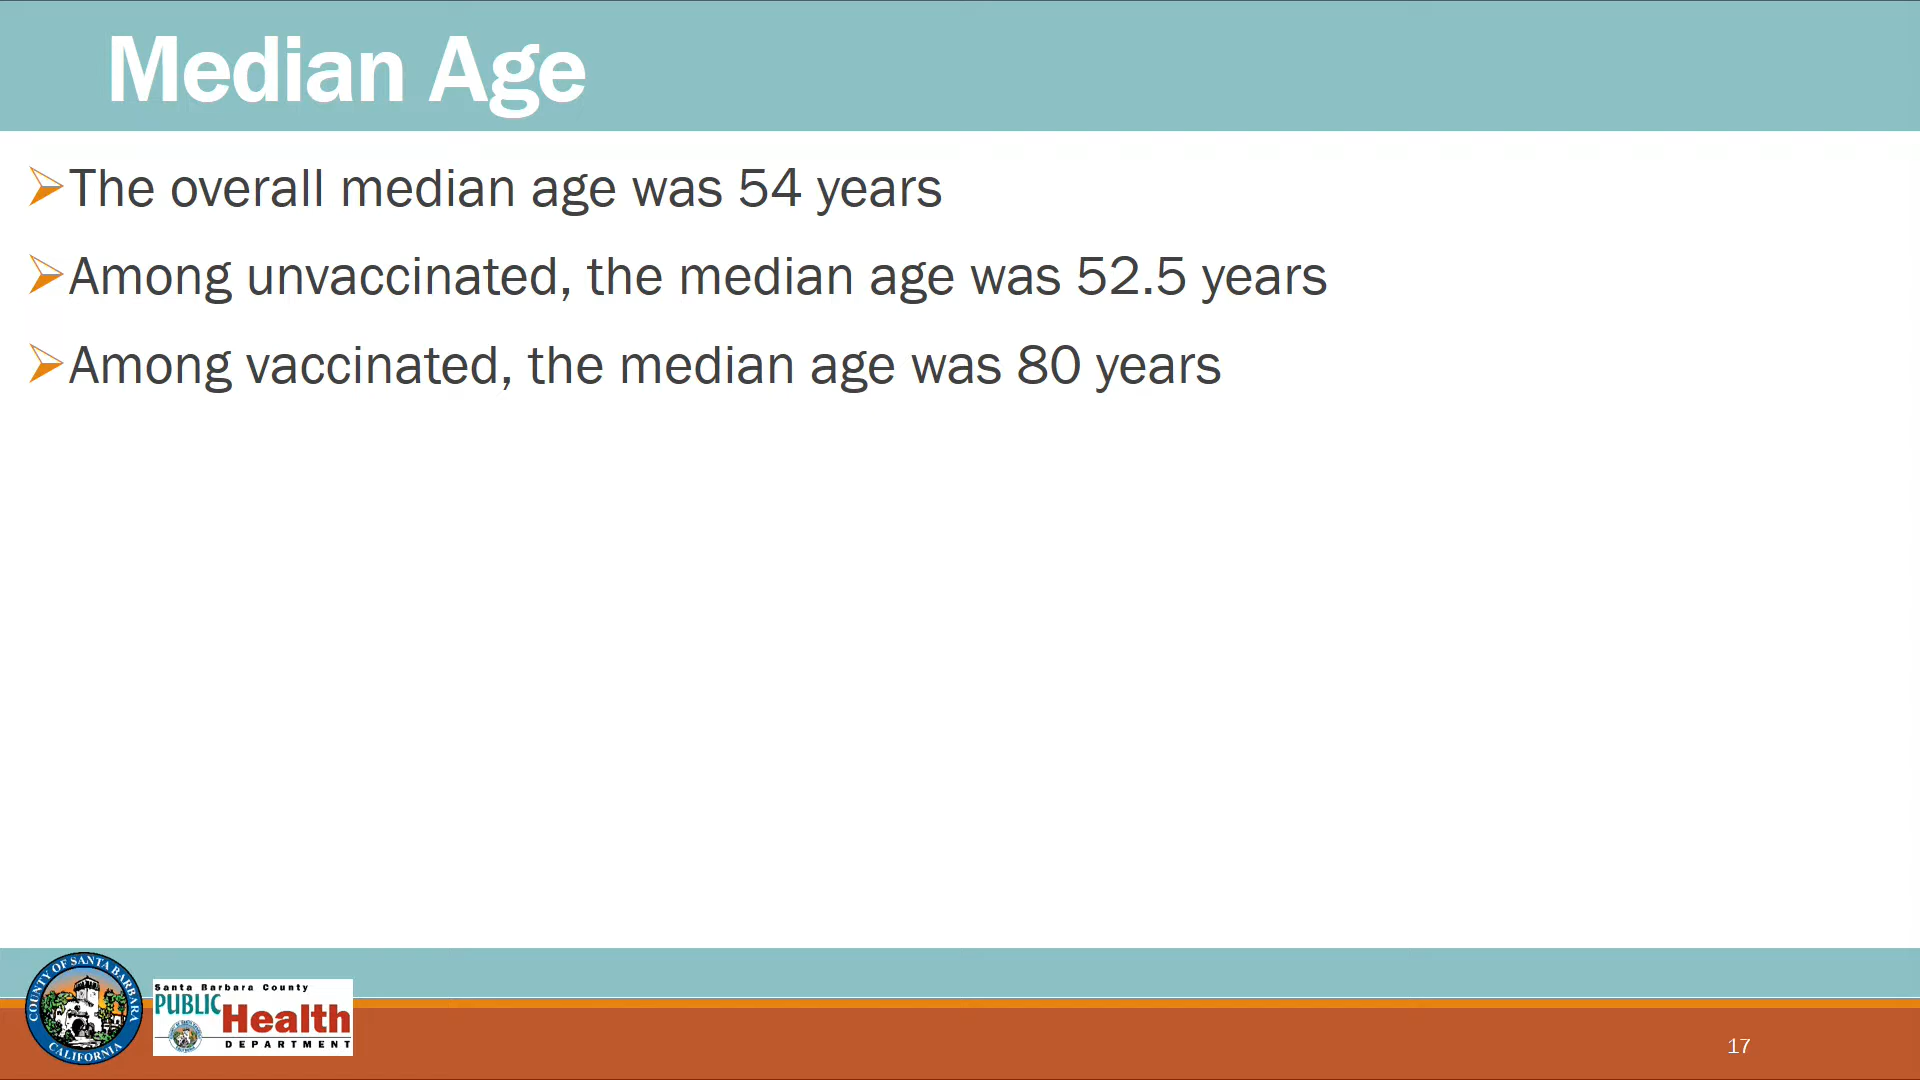 Median Age
The overall median age was 54 years
Among unvaccinated, the median age was 52.5 years
Among vaccinated, the median age was 80 years
COUNTY OF SANTA BARBARA
CALIFORNIA
Santa Barbara County
PUBLIC
Health
DEPARTMENT
17